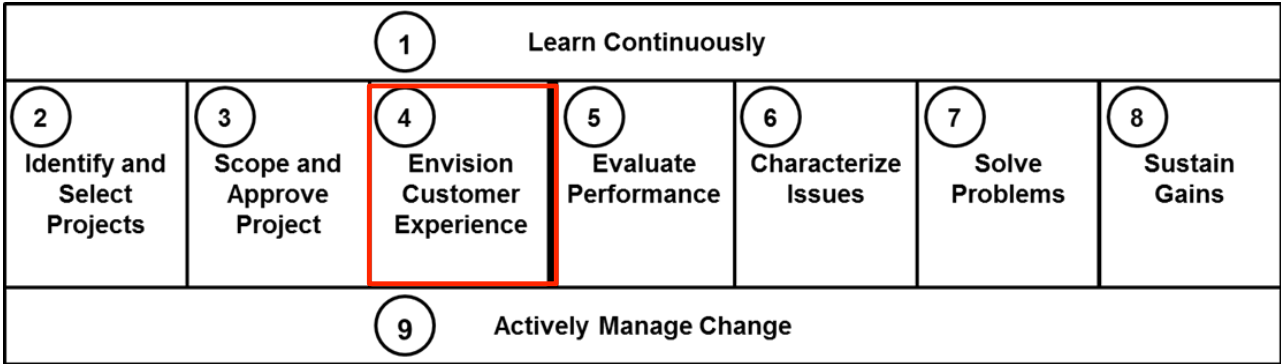 1 Learn Continuously
2
Identify and
Select
Projects
3
Scope and
Approve
Project
4
Envision
Customer
Experience
5
Evaluate
Performance
6
Characterize
Issues
7
Solve
Problems
8
Sustain
Gains
9 Actively Manage Change